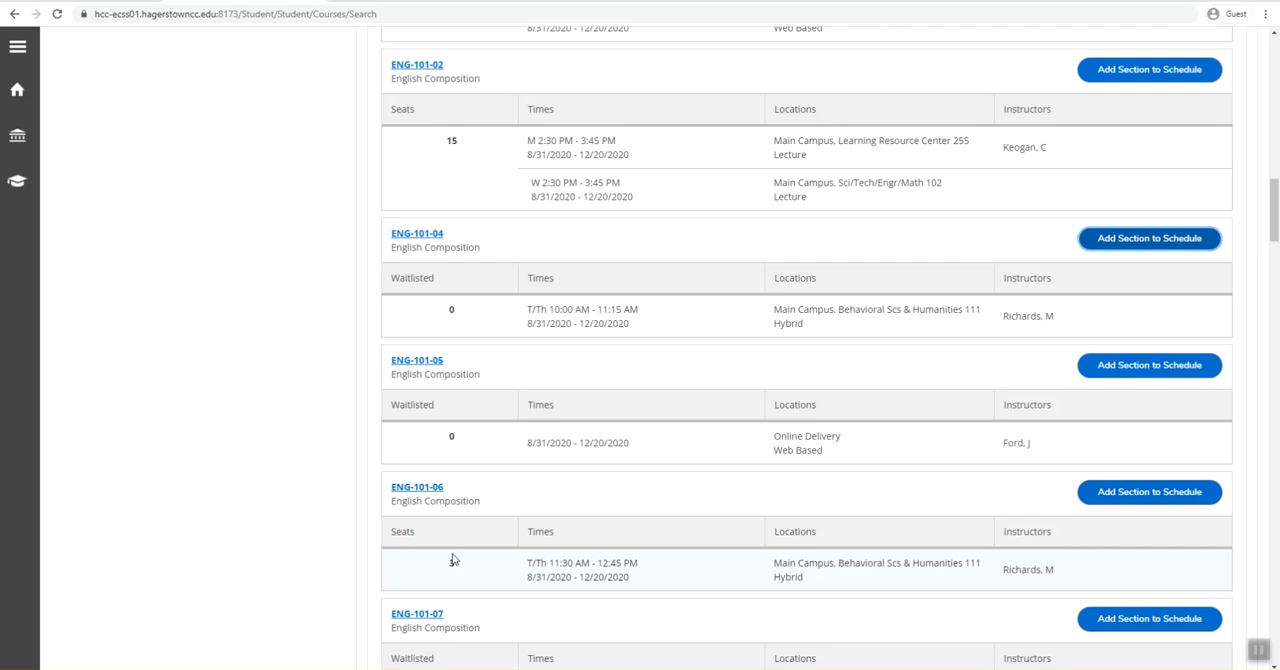 hcc-ecss01.hagerstowncc.edu:8173/Student/Student/Courses/Search
Guest
8/31/2020 - 12/20/2020
Web Based
ENG-101-02
Add Section to Schedule
English Composition
Seats
Times
Locations
Instructors
15
M 2:30 PM - 3:45 PM
8/31/2020 - 12/20/2020
Main Campus, Learning Resource Center 255
Lecture
Keogan, C
W 2:30 PM - 3:45 PM
8/31/2020 - 12/20/2020
Main Campus, Sci/Tech/Engr/Math 102
Lecture
ENG-101-04
Add Section to Schedule
English Composition
Waitlisted
Times
Locations
Instructors
0
T/Th 10:00 AM - 11:15 AM
8/31/2020 - 12/20/2020
Main Campus, Behavioral Scs & Humanities 111
Hybrid
Richards, M
ENG-101-05
Add Section to Schedule
English Composition
Waitlisted
Times
Locations
Instructors
0
8/31/2020 - 12/20/2020
Online Delivery
Web Based
Ford, J
ENG-101-06
Add Section to Schedule
English Composition
Seats
Times
Locations
Instructors
T/Th 11:30 AM - 12:45 PM
8/31/2020 - 12/20/2020
Main Campus, Behavioral Scs & Humanities 111
Hybrid
Richards, M
ENG-101-07
Add Section to Schedule
English Composition
Waitlisted
Times
Locations
Instructors